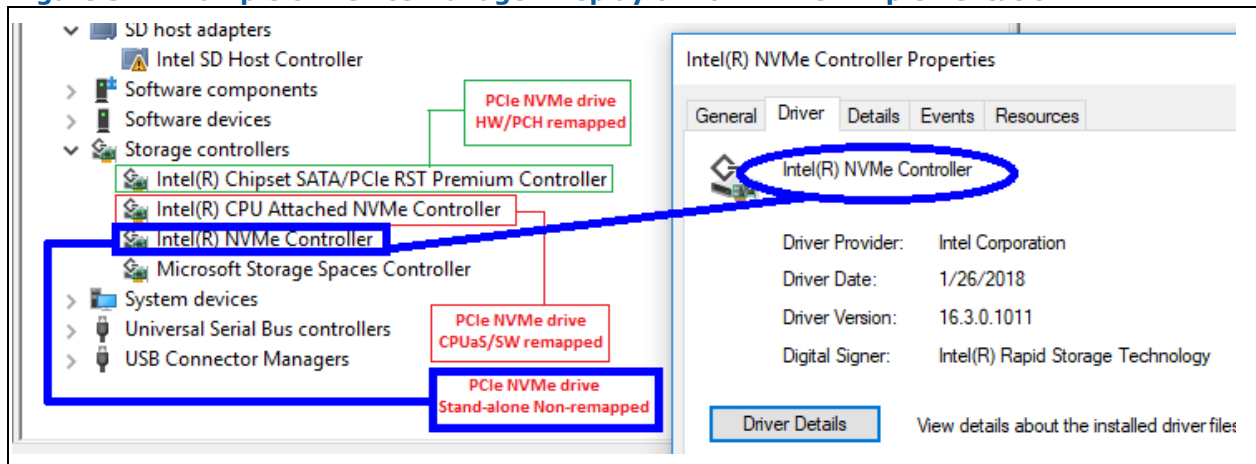 SD host adapters
Intel SD Host Controller
Software components
Software devices
Storage controllers
Intel(R) Chipset SATA/PCIe RST Premium Controller
Intel(R) CPU Attached NVMe Controller
Intel(R) NVMe Controller
Microsoft Storage Spaces Controller
System devices
Universal Serial Bus controllers
USB Connector Managers
PCIe NVMe drive
HW/PCH remapped
PCIe NVMe drive
CPUaS/SW remapped
PCIe NVMe drive
Stand-alone Non-remapped
Intel(R) NVMe Controller Properties
General Driver Details Events Resources
Intel(R) NVMe Controller
Driver Provider: Intel Corporation
Driver Date: 1/26/2018
Driver Version: 16.3.0.1011
Digital Signer: Intel(R) Rapid Storage Technology
Driver Details View details about the installed driver files